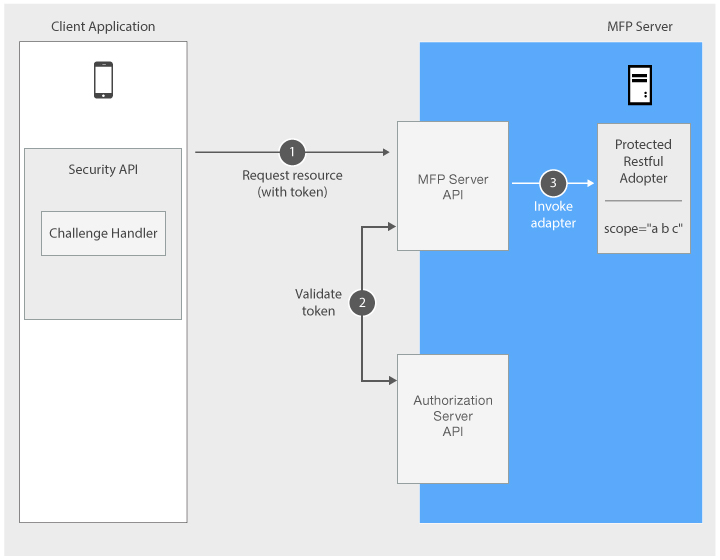 Client Application
MFP Server
Security API
Challenge Handler
1
Request resource
(with token)
MFP Server
API
3
Invoke
adapter
Protected
Restful
Adopter
scope="a b c"
Validate
token
2
Authorization
Server
API